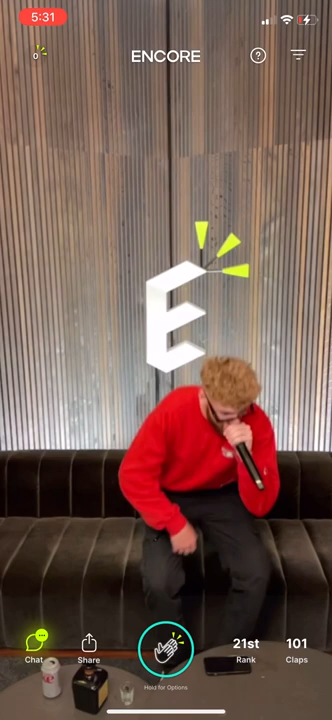 5:31
0
ENCORE
?
E
Chat
Share
21st
Rank
101
Claps
Hold for Options